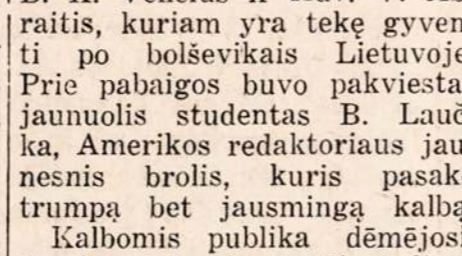 raitis, kuriam yra tekę gyven
ti po bolševikais Lietuvoje
Prie pabaigos buvo pakviesta
jaunuolis studentas B. Lauč
ka, Amerikos redaktoriaus jau
nesnis brolis, kuris pasak
trumpą bet jausmingą kalbą
Kalbomis publika dėmėjosi